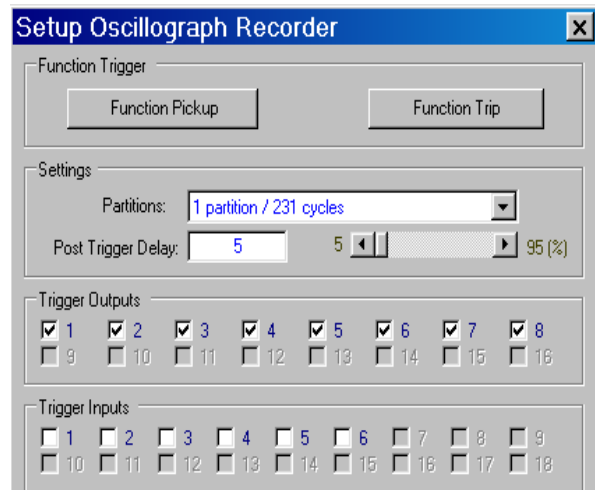 Setup Oscillograph Recorder
Function Trigger
Function Pickup Function Trip
Settings
Partitions: 1 partition / 231 cycles
Post Trigger Delay: 5 5 95 (%)
Trigger Outputs
1 2 3 4 5 6 7 8
9 10 11 12 13 14 15 16
Trigger Inputs
1 2 3 4 5 6 7 8 9
10 11 12 13 14 15 16 17 18